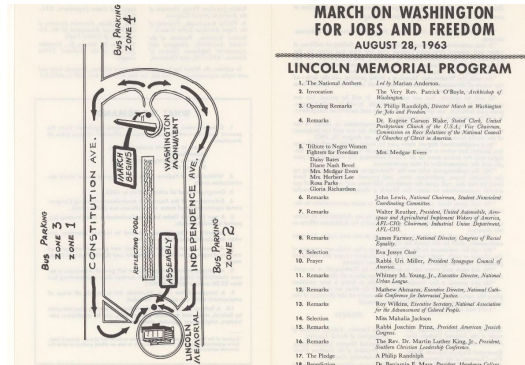 BUS PARKING
ZONE 4
CONSTITUTION AVE.
BUS PARKING
ZONE 3
ZONE 1
MARCH
BEGINS
WASHINGTON
MONUMENT
REFLECTING POOL
INDEPENDENCE AVE.
ASSEMBLY
BUS PARKING
ZONE 2
LINCOLN
MEMORIAL
MARCH ON WASHINGTON
FOR JOBS AND FREEDOM
AUGUST 28, 1963
LINCOLN MEMORIAL PROGRAM
1. The National Anthem Led by Marian Anderson.
2. Invocation The Very Rev. Patrick O'Boyle, Archbishop of
Washington.
3. Opening Remarks A. Philip Randolph, Director March on Washington
for Jobs and Freedom.
4. Remarks Dr. Eugene Carson Blake, Stated Clerk, United
Presbyterian Church of the U.S.A.; Vice Chairman,
Commission on Race Relations of the National Council
of Churches of Christ in America.
5. Tribute to Negro Women
Fighters for Freedom Mrs. Medgar Evers
Daisy Bates
Diane Nash Bevel
Mrs. Medgar Evers
Mrs. Herbert Lee
Rosa Parks
Gloria Richardson
6. Remarks John Lewis, National Chairman, Student Nonviolent
Coordinating Committee.
7. Remarks Walter Reuther, President, United Automobile, Aero-
space and Agricultural Implement Wokers of America,
AFL-CIO; Chairman, Industrial Union Department,
AFL-CIO.
8. Remarks James Farmer, National Director, Congress of Racial
Equality.
9. Selection Eva Jessye Choir
10. Prayer Rabbi Uri Miller, President Synagogue Council of
America.
11. Remarks Whitney M. Young, Jr., Executive Director, National
Urban League.
12. Remarks Mathew Ahmann, Executive Director, National Cath-
olic Conference for Interracial Justice.
13. Remarks Roy Wilkins, Executive Secretary, National Association
for the Advancement of Colored People.
14. Selection Miss Mahalia Jackson
15. Remarks Rabbi Joachim Prinz, President American Jewish
Congress.
16. Remarks The Rev. Dr. Martin Luther King, Jr., President,
Southern Christian Leadership Conference.
17. The Pledge A Philip Randolph
18. Benediction Dr. Benjamin E. Mays, President, Morehouse College.